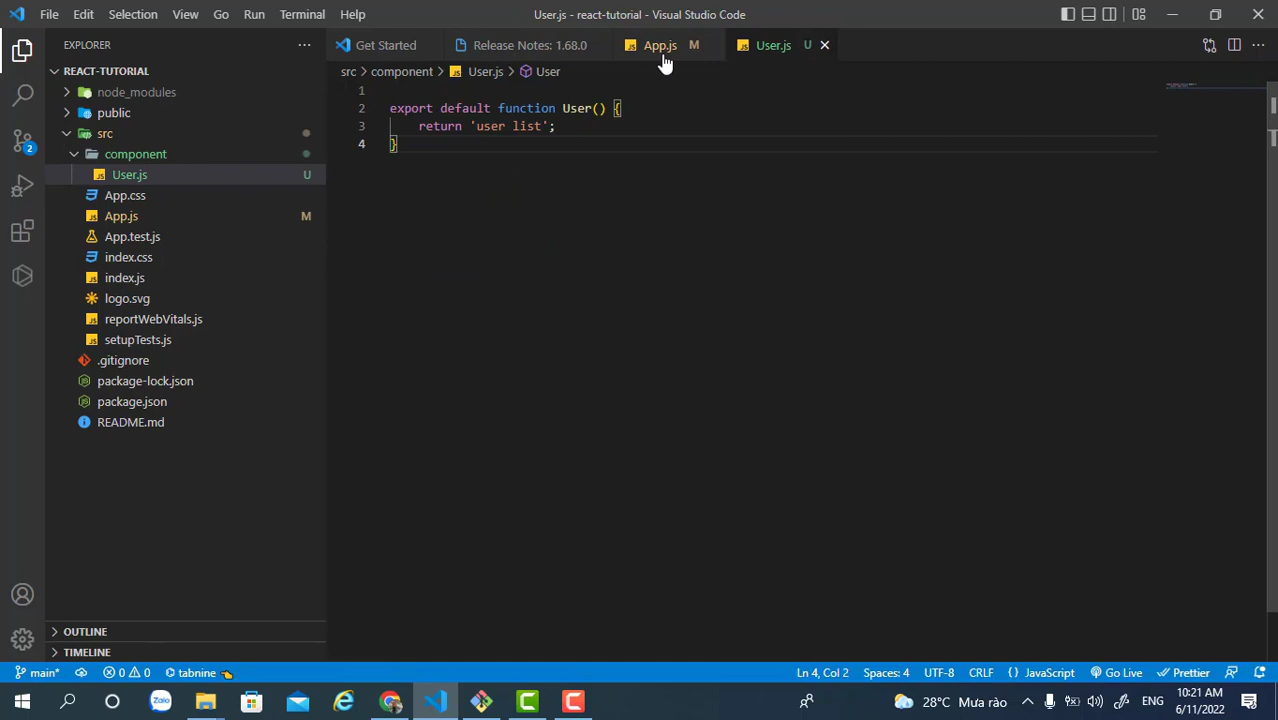 File Edit Selection View Go Run Terminal Help
User.js - react-tutorial - Visual Studio Code
EXPLORER
Get Started
Release Notes: 1.68.0
App.js M
User.js U
REACT-TUTORIAL
src > component > User.js > User
node_modules
public
src
component
User.js U
App.css
App.js M
App.test.js
index.css
index.js
logo.svg
reportWebVitals.js
setupTests.js
.gitignore
package-lock.json
package.json
README.md
2
1
2 export default function User() {
3 return 'user list';
4 }
OUTLINE
TIMELINE
main* 0 0 tabnine
Ln 4, Col 2 Spaces: 4 UTF-8 CRLF { } JavaScript Go Live Prettier
Zalo
28°C Mưa rào
ENG
10:21 AM
6/11/2022